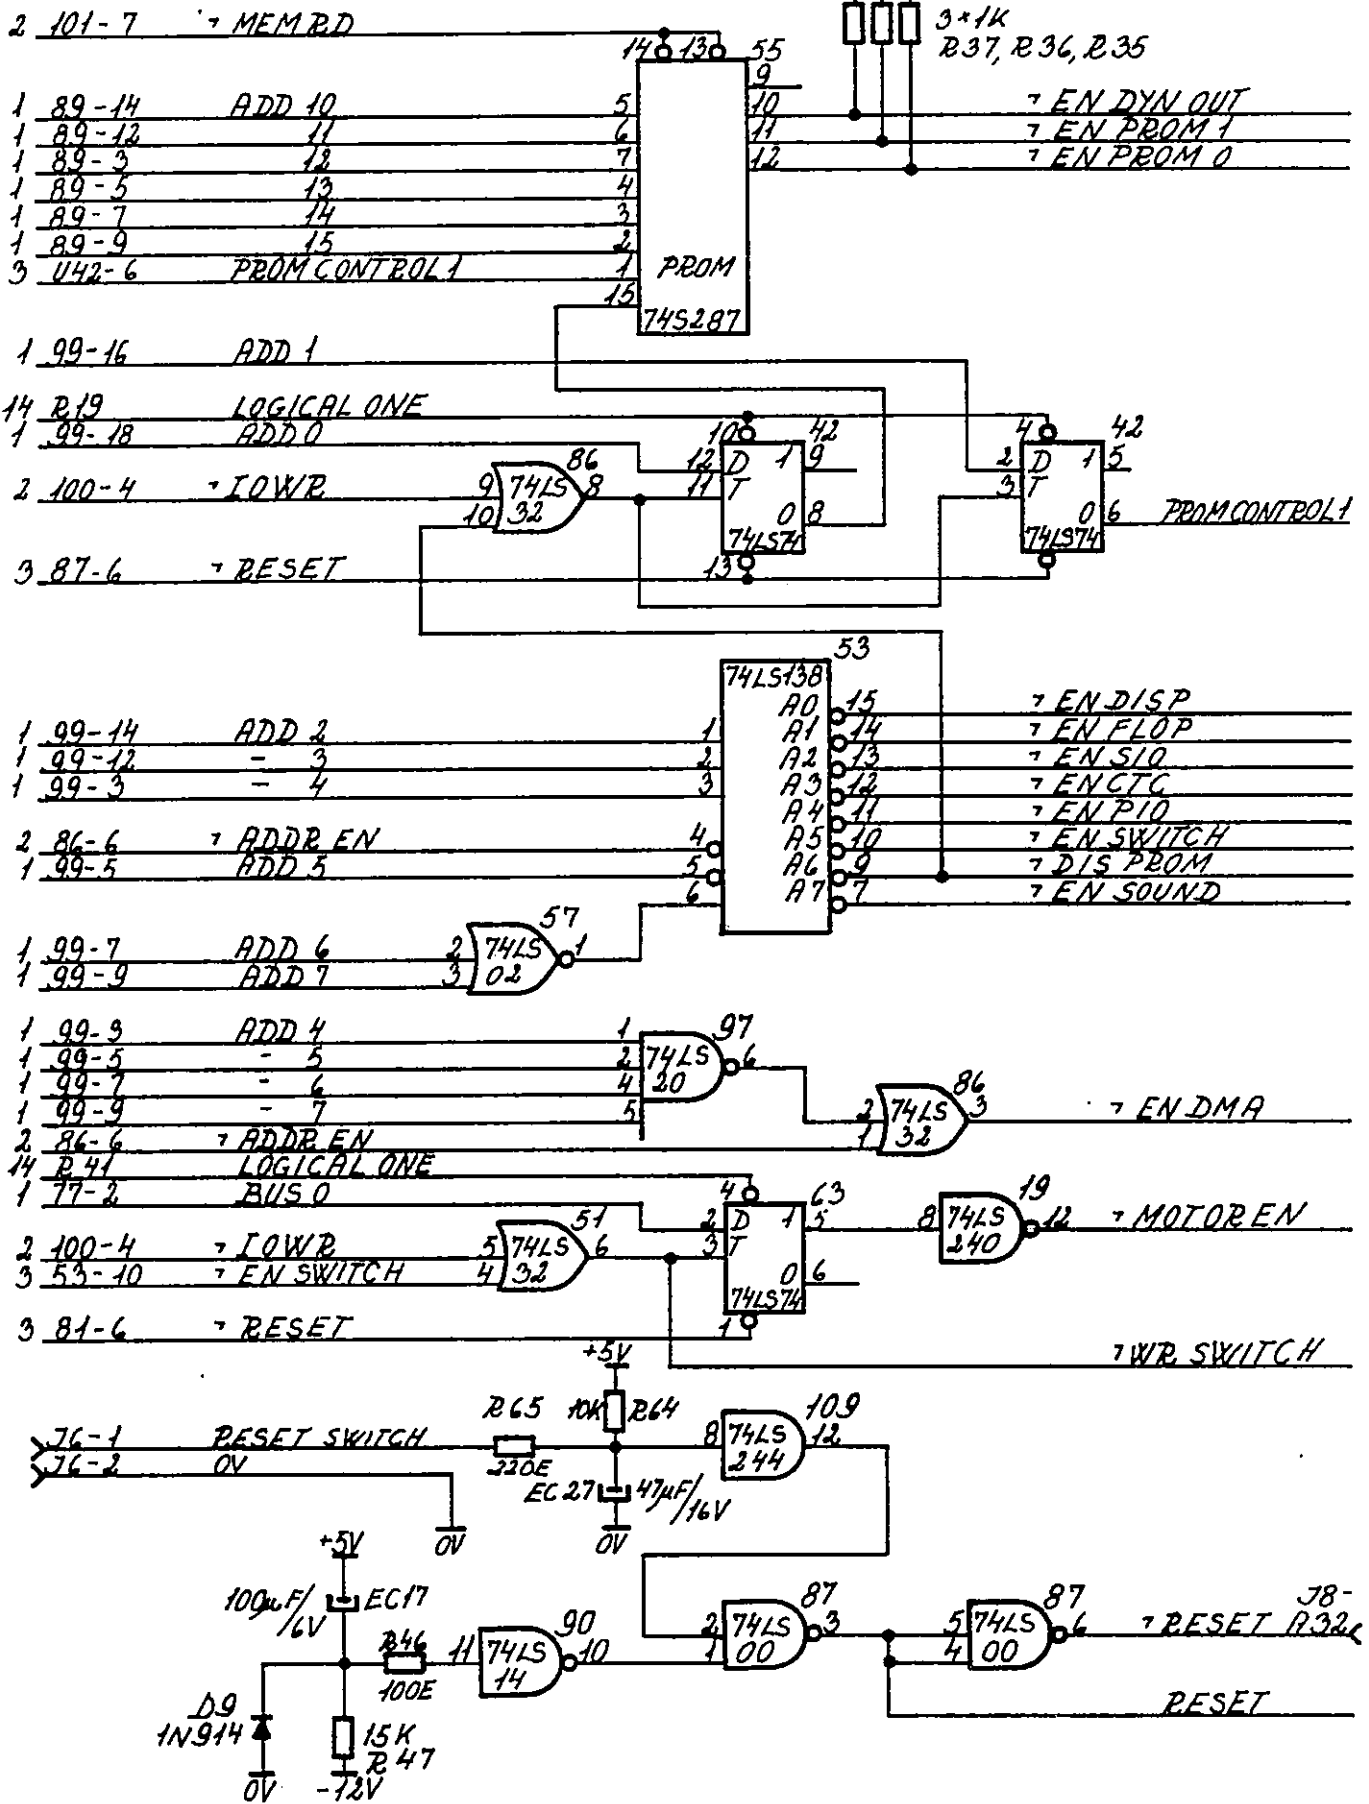 2 101-7 ¬ MEMRD
14 13 55
3*1K
R37, R36, R35
9
1 89-14 ADD 10 5 10 ¬ EN DYN OUT
1 89-12 11 6 11 ¬ EN PROM 1
1 89-3 12 7 12 ¬ EN PROM 0
1 89-5 13 4
1 89-7 14 3
1 89-9 15 2
3 U42-6 PROM CONTROL 1 1 PROM
15 74S287
1 99-16 ADD 1
14 R19 LOGICAL ONE
1 99-18 ADD 0 10 42 4 42
86 12 D 1 9 2 D 1 5
2 100-4 ¬ IOWR 9 74LS 8 11 T 3 T
10 32 0 8 0 6 PROM CONTROL 1
74LS74 74LS74
3 87-6 ¬ RESET 13
53
74LS138
A0 15 ¬ EN DISP
1 99-14 ADD 2 1 A1 14 ¬ EN FLOP
1 99-12 - 3 2 A2 13 ¬ EN SIO
1 99-3 - 4 3 A3 12 ¬ EN CTC
A4 11 ¬ EN PIO
2 86-6 ¬ ADDR EN 4 A5 10 ¬ EN SWITCH
1 99-5 ADD 5 5 A6 9 ¬ DIS PROM
6 A7 7 ¬ EN SOUND
57
1 99-7 ADD 6 2 74LS 1
1 99-9 ADD 7 3 02
1 99-3 ADD 4 1 97
1 99-5 - 5 2 74LS 6
1 99-7 - 6 4 20 86
1 99-9 - 7 5 2 74LS 3 ¬ EN DMA
2 86-6 ¬ ADDR EN 1 32
14 R41 LOGICAL ONE
1 77-2 BUS 0 4 63 19
51 2 D 1 5 8 74LS 12 ¬ MOTOR EN
2 100-4 ¬ IOWR 5 74LS 6 3 T 240
3 53-10 ¬ EN SWITCH 4 32 0 6
74LS74
3 81-6 ¬ RESET 1
+5V ¬ WR SWITCH
R65 10K R64 109
J6-1 RESET SWITCH 8 74LS 12
J6-2 0V 220E 244
EC27 47µF/16V
0V 0V
+5V
100µF/6V EC17 87 87 J8-
90 2 74LS 3 5 74LS 6 ¬ RESET A32
R46 11 74LS 10 1 00 4 00
100E 14
D9 RESET
1N914 15K
R47
0V -12V